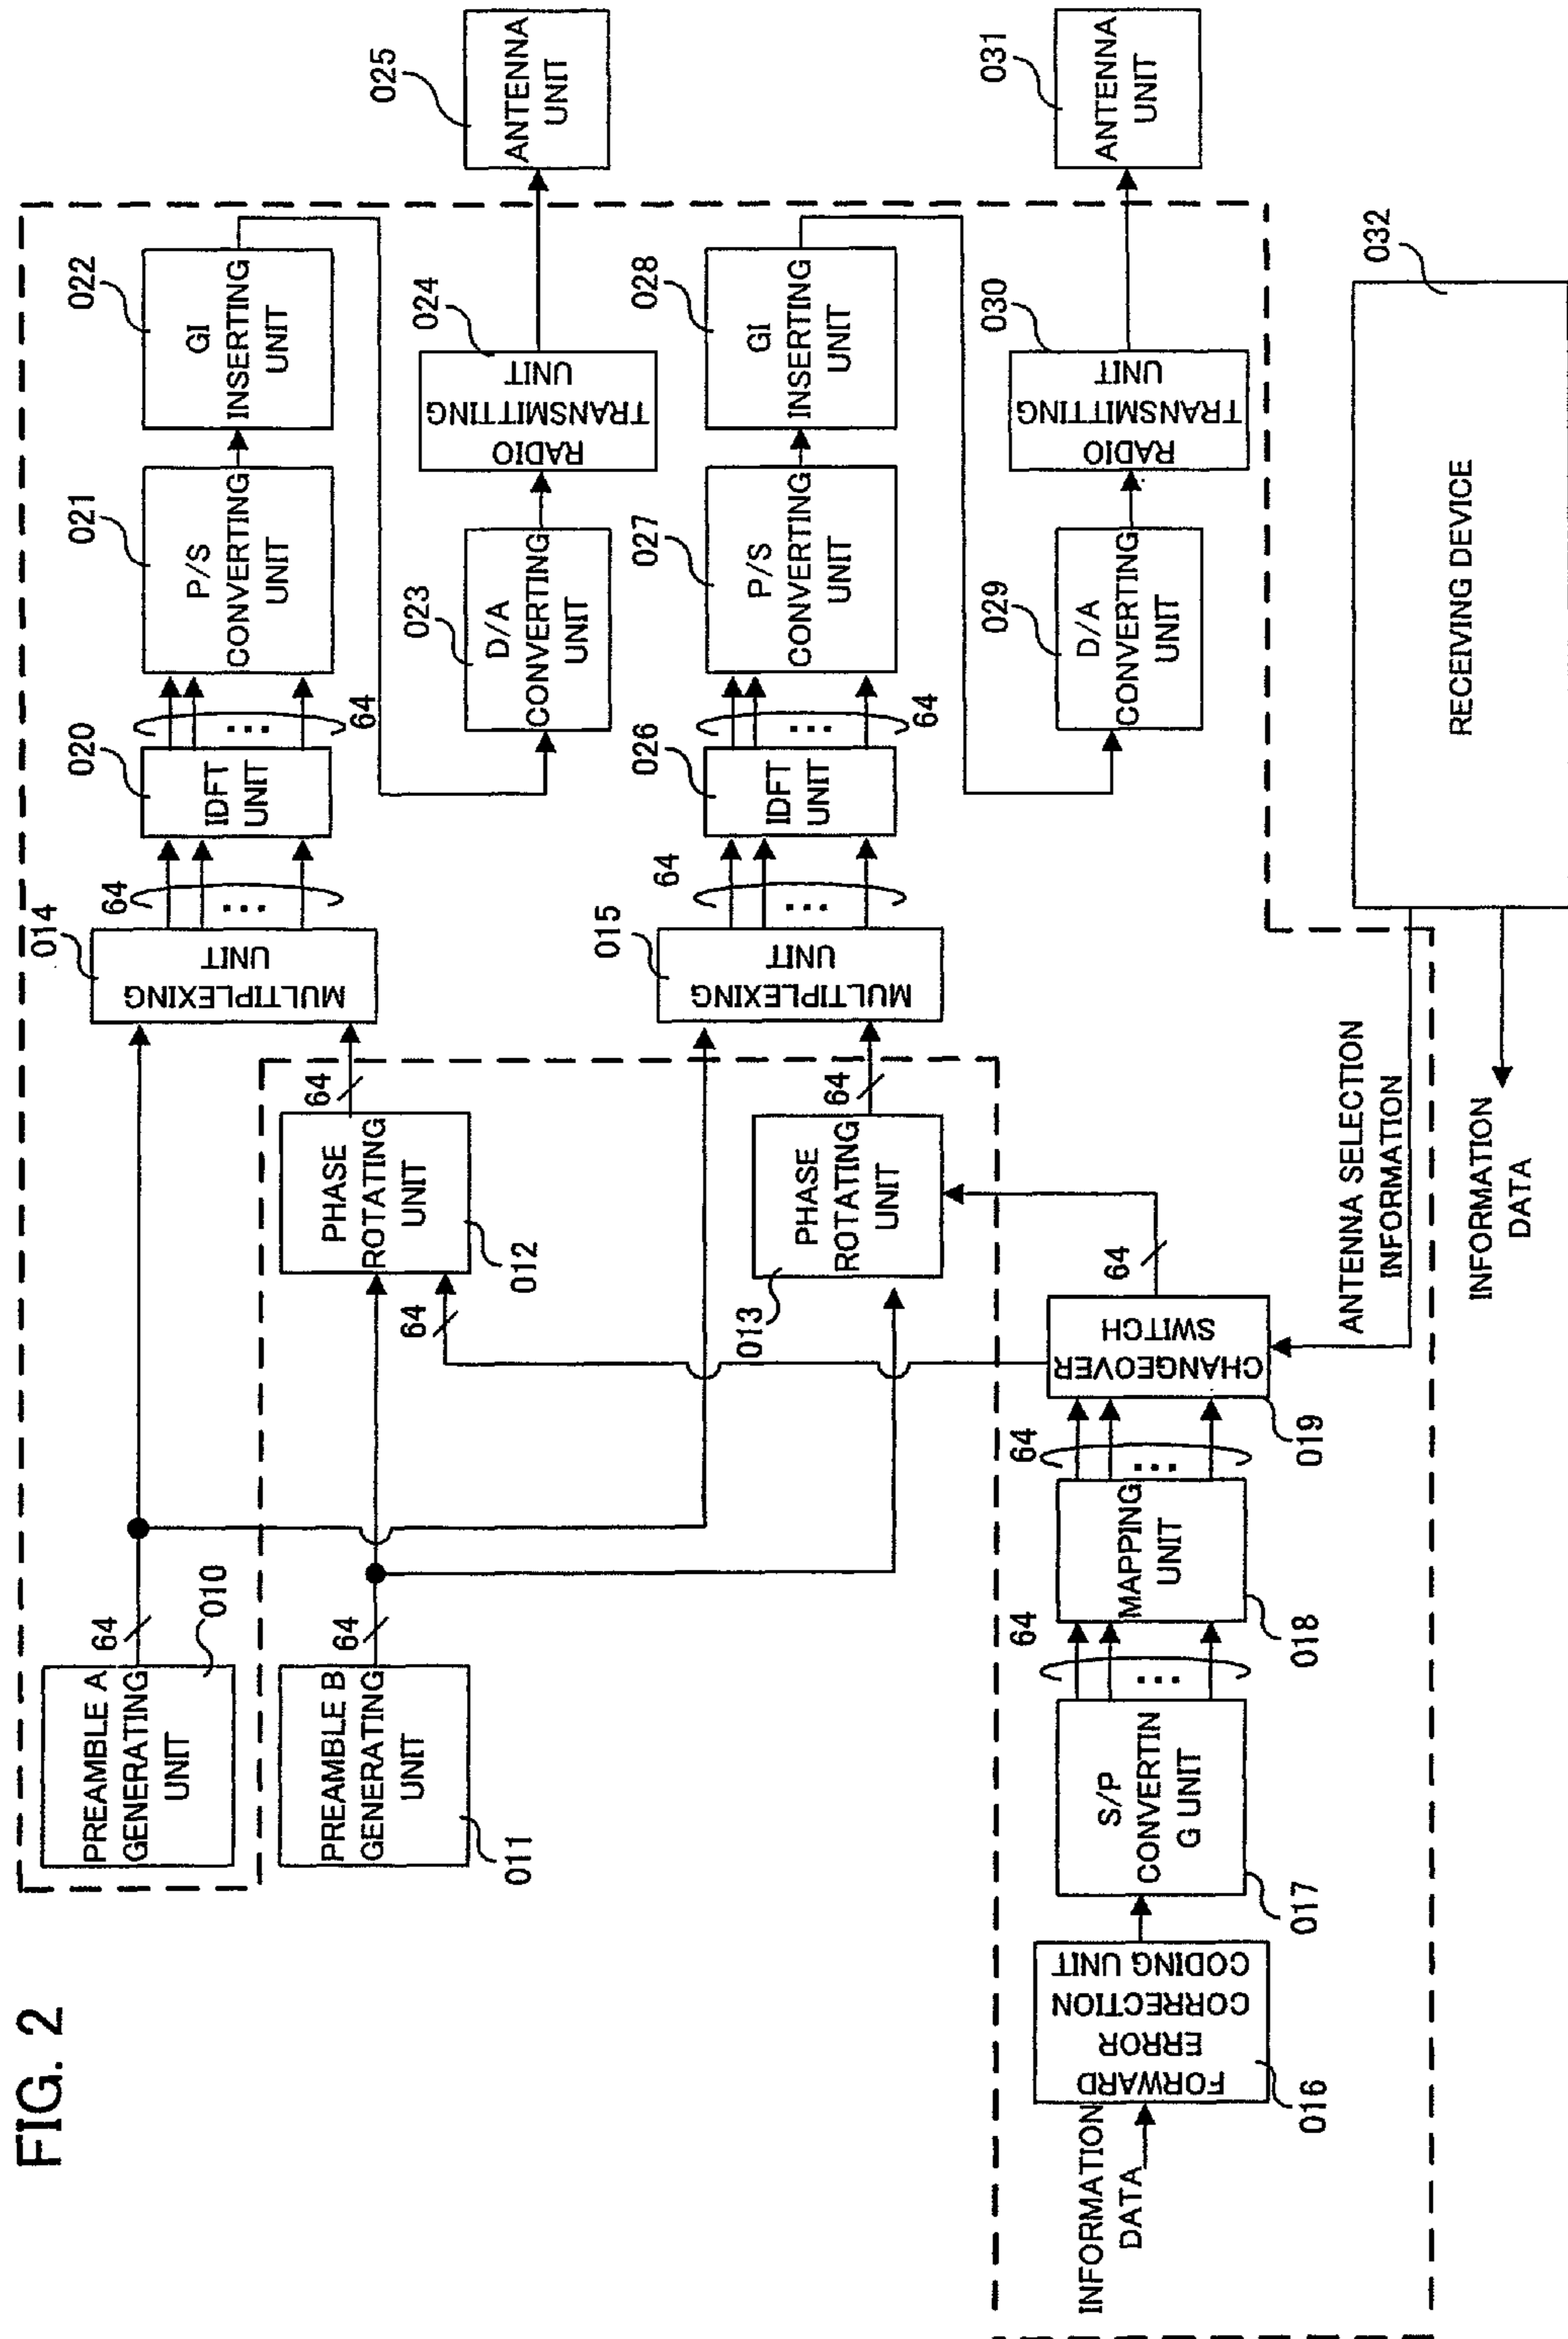 FIG. 2
PREAMBLE A
GENERATING
UNIT
010
64
PREAMBLE B
GENERATING
UNIT
011
64
PHASE
ROTATING
UNIT
012
64
64
PHASE
ROTATING
UNIT
013
64
64
MULTIPLEXING
UNIT
014
64
...
IDFT
UNIT
020
64
...
P/S
CONVERTING
UNIT
021
GI
INSERTING
UNIT
022
D/A
CONVERTING
UNIT
023
RADIO
TRANSMITTING
UNIT
024
ANTENNA
UNIT
025
MULTIPLEXING
UNIT
015
64
...
IDFT
UNIT
026
64
...
P/S
CONVERTING
UNIT
027
GI
INSERTING
UNIT
028
D/A
CONVERTING
UNIT
029
RADIO
TRANSMITTING
UNIT
030
ANTENNA
UNIT
031
INFORMATION
DATA
FORWARD
ERROR
CORRECTION
CODING UNIT
016
S/P
CONVERTIN
G UNIT
017
64
...
MAPPING
UNIT
018
64
...
CHANGEOVER
SWITCH
019
ANTENNA SELECTION
INFORMATION
INFORMATION
DATA
RECEIVING DEVICE
032